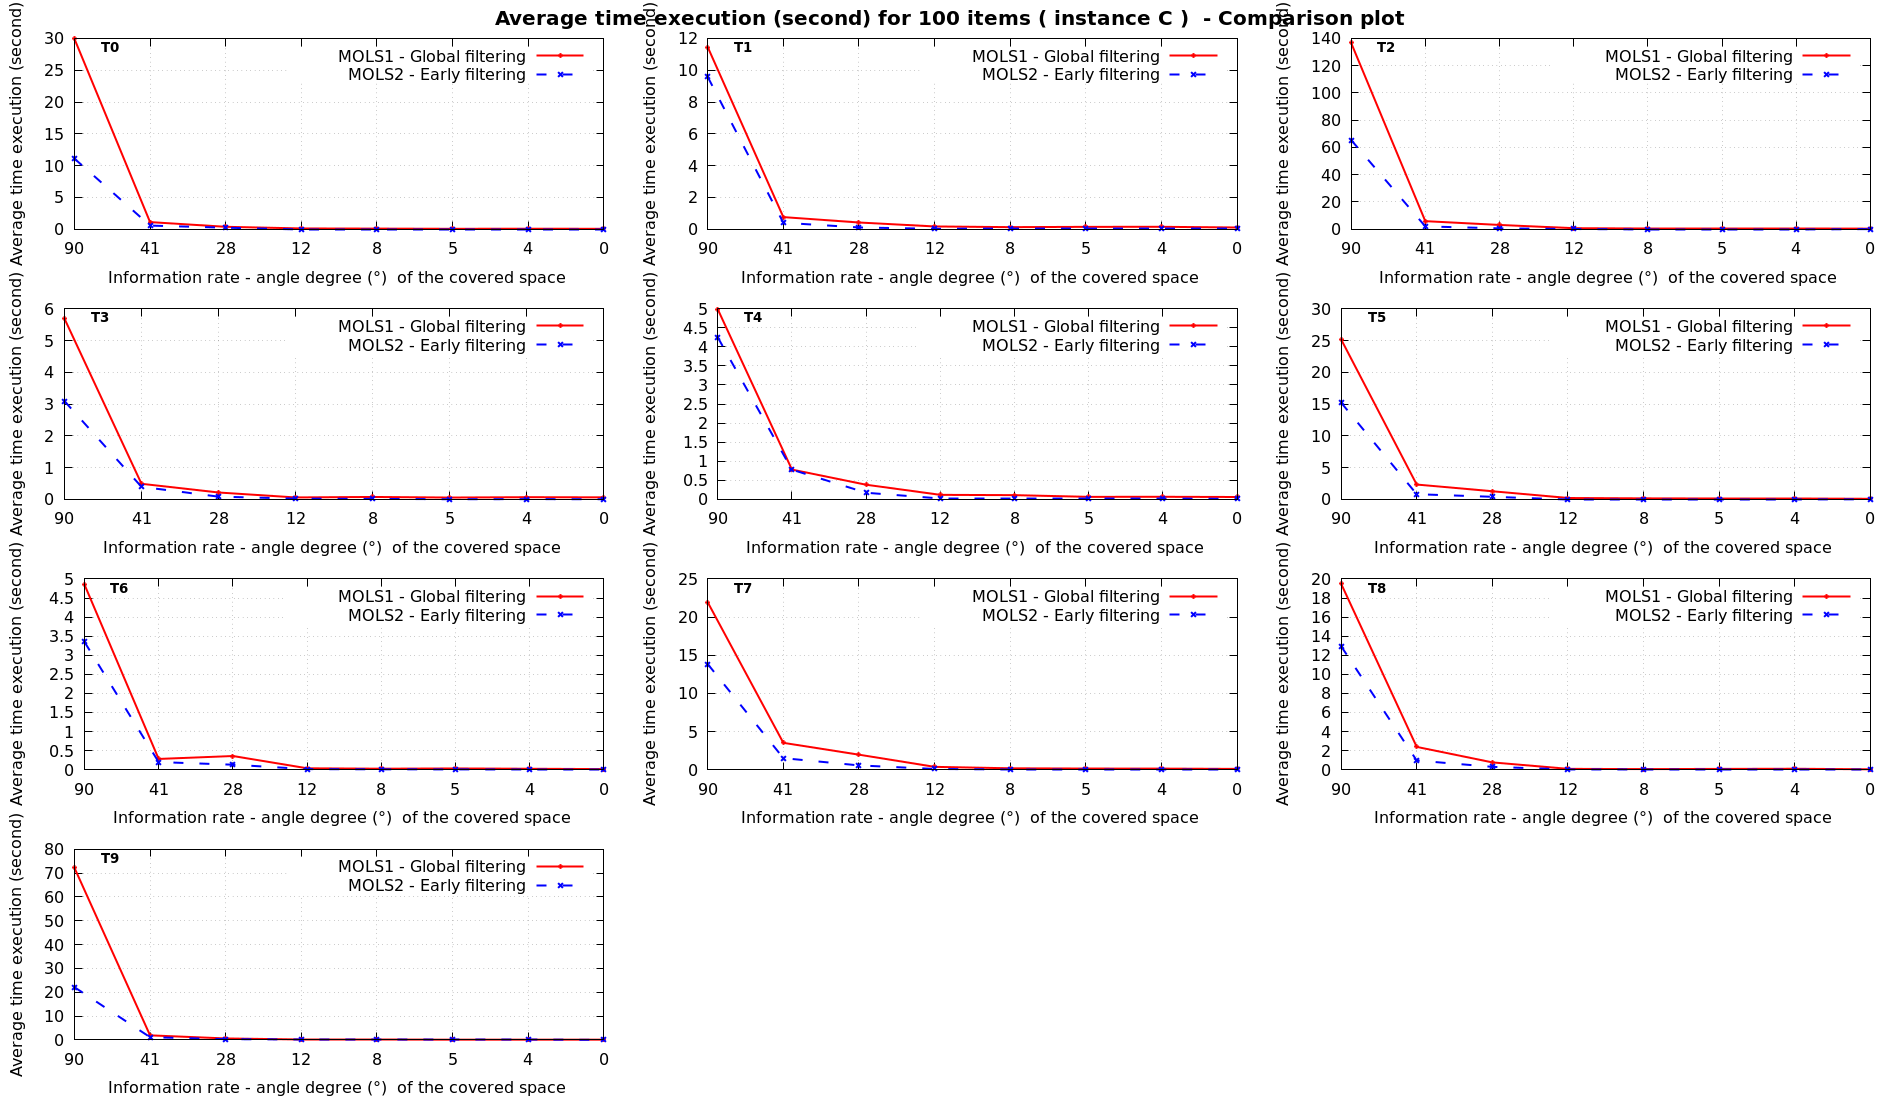 Average time execution (second) for 100 items ( instance C )  - Comparison plot
T0
MOLS1 - Global filtering
MOLS2 - Early filtering
30
25
20
15
10
5
0
90 41 28 12 8 5 4 0
Average time execution (second)
Information rate - angle degree (°)  of the covered space
T1
MOLS1 - Global filtering
MOLS2 - Early filtering
12
10
8
6
4
2
0
90 41 28 12 8 5 4 0
Average time execution (second)
Information rate - angle degree (°)  of the covered space
T2
MOLS1 - Global filtering
MOLS2 - Early filtering
140
120
100
80
60
40
20
0
90 41 28 12 8 5 4 0
Average time execution (second)
Information rate - angle degree (°)  of the covered space
T3
MOLS1 - Global filtering
MOLS2 - Early filtering
6
5
4
3
2
1
0
90 41 28 12 8 5 4 0
Average time execution (second)
Information rate - angle degree (°)  of the covered space
T4
MOLS1 - Global filtering
MOLS2 - Early filtering
5
4.5
4
3.5
3
2.5
2
1.5
1
0.5
0
90 41 28 12 8 5 4 0
Average time execution (second)
Information rate - angle degree (°)  of the covered space
T5
MOLS1 - Global filtering
MOLS2 - Early filtering
30
25
20
15
10
5
0
90 41 28 12 8 5 4 0
Average time execution (second)
Information rate - angle degree (°)  of the covered space
T6
MOLS1 - Global filtering
MOLS2 - Early filtering
5
4.5
4
3.5
3
2.5
2
1.5
1
0.5
0
90 41 28 12 8 5 4 0
Average time execution (second)
Information rate - angle degree (°)  of the covered space
T7
MOLS1 - Global filtering
MOLS2 - Early filtering
25
20
15
10
5
0
90 41 28 12 8 5 4 0
Average time execution (second)
Information rate - angle degree (°)  of the covered space
T8
MOLS1 - Global filtering
MOLS2 - Early filtering
20
18
16
14
12
10
8
6
4
2
0
90 41 28 12 8 5 4 0
Average time execution (second)
Information rate - angle degree (°)  of the covered space
T9
MOLS1 - Global filtering
MOLS2 - Early filtering
80
70
60
50
40
30
20
10
0
90 41 28 12 8 5 4 0
Average time execution (second)
Information rate - angle degree (°)  of the covered space